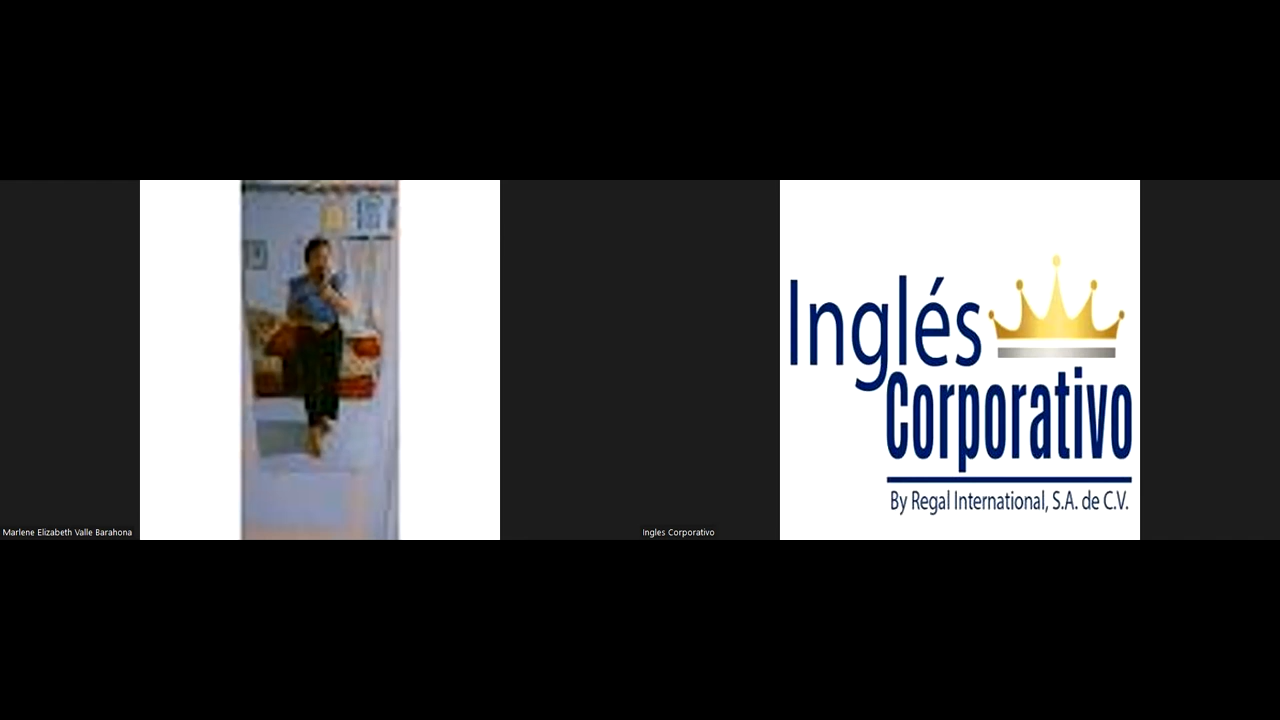 Marlene Elizabeth Valle Barahona
Inglés
Corporativo
By Regal International, S.A. de C.V.
Ingles Corporativo